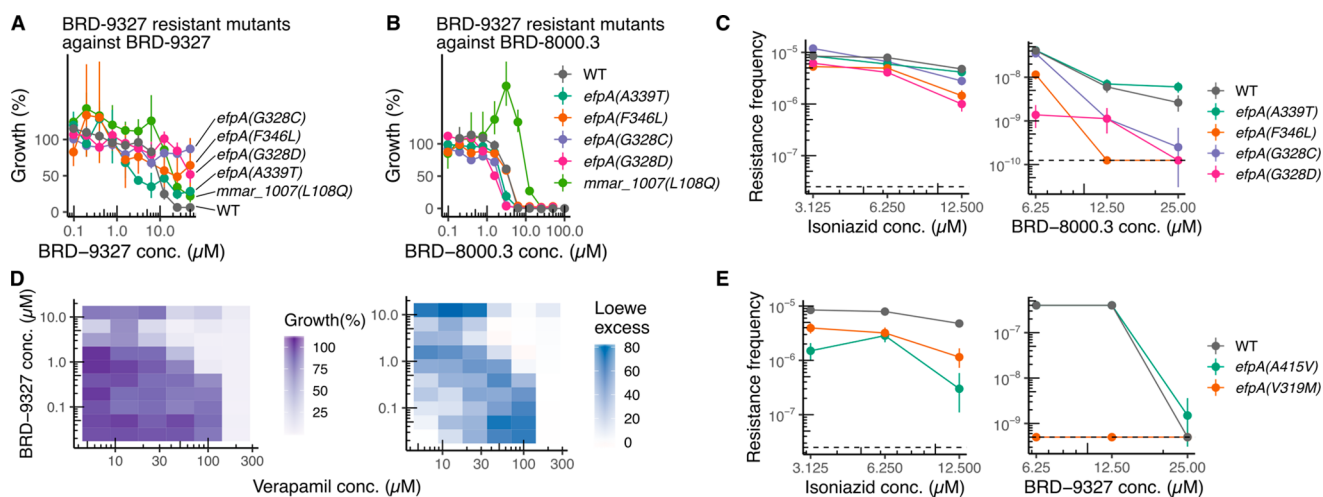 A
BRD-9327 resistant mutants
against BRD-9327
Growth (%)
100
50
0
0.1
1.0
10.0
BRD–9327 conc. (µM)
efpA(G328C)
efpA(F346L)
efpA(G328D)
efpA(A339T)
mmar_1007(L108Q)
WT
B
BRD-9327 resistant mutants
against BRD-8000.3
Growth (%)
100
50
0
0.1
1.0
10.0
100.0
BRD–8000.3 conc. (µM)
WT
efpA(A339T)
efpA(F346L)
efpA(G328C)
efpA(G328D)
mmar_1007(L108Q)
C
Resistance frequency
10-5
10-6
10-7
3.125
6.250
12.500
Isoniazid conc. (µM)
10-8
10-9
10-10
6.25
12.50
25.00
BRD–8000.3 conc. (µM)
WT
efpA(A339T)
efpA(F346L)
efpA(G328C)
efpA(G328D)
D
BRD–9327 conc. (µM)
10.0
1.0
0.1
10
30
100
300
Growth(%)
100
75
50
25
10.0
1.0
0.1
10
30
100
300
Verapamil conc. (µM)
Loewe
excess
80
60
40
20
0
E
Resistance frequency
10-5
10-6
10-7
3.125
6.250
12.500
Isoniazid conc. (µM)
10-7
10-8
10-9
6.25
12.50
25.00
BRD–9327 conc. (µM)
WT
efpA(A415V)
efpA(V319M)